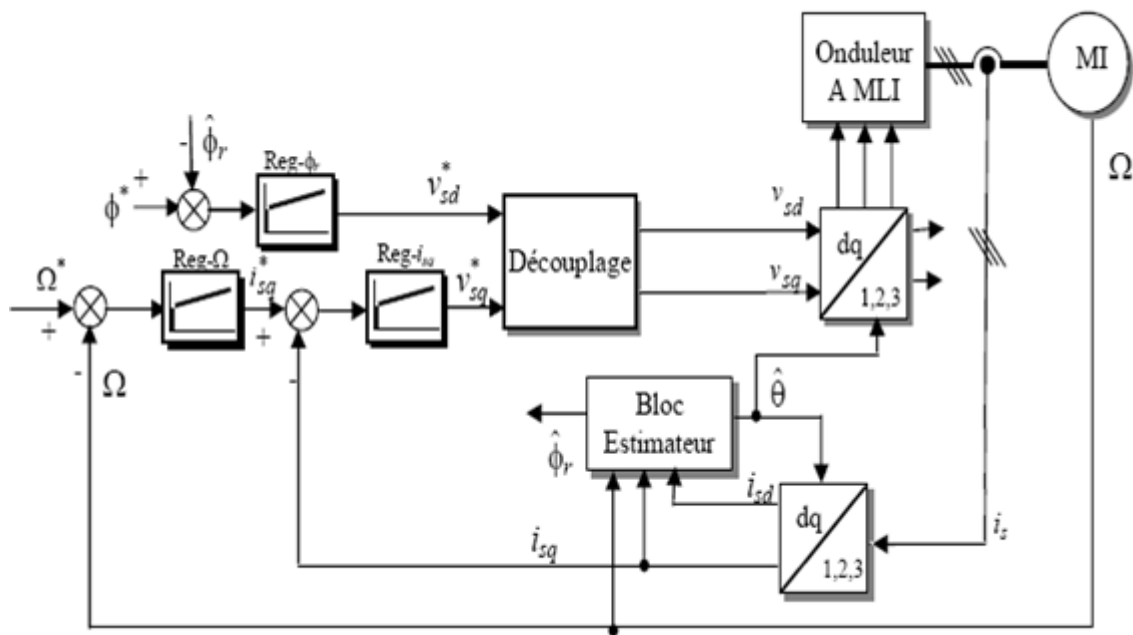 Onduleur
A MLI
MI
Ω
- ϕ̂r
+
ϕ*
Reg-ϕr
v*sd
Découplage
vsd
vsq
dq
1,2,3
Ω*
+
-
Ω
Reg-Ω
i*sq
+
-
Reg-isq
v*sq
θ̂
Bloc
Estimateur
ϕ̂r
isd
isq
dq
1,2,3
is